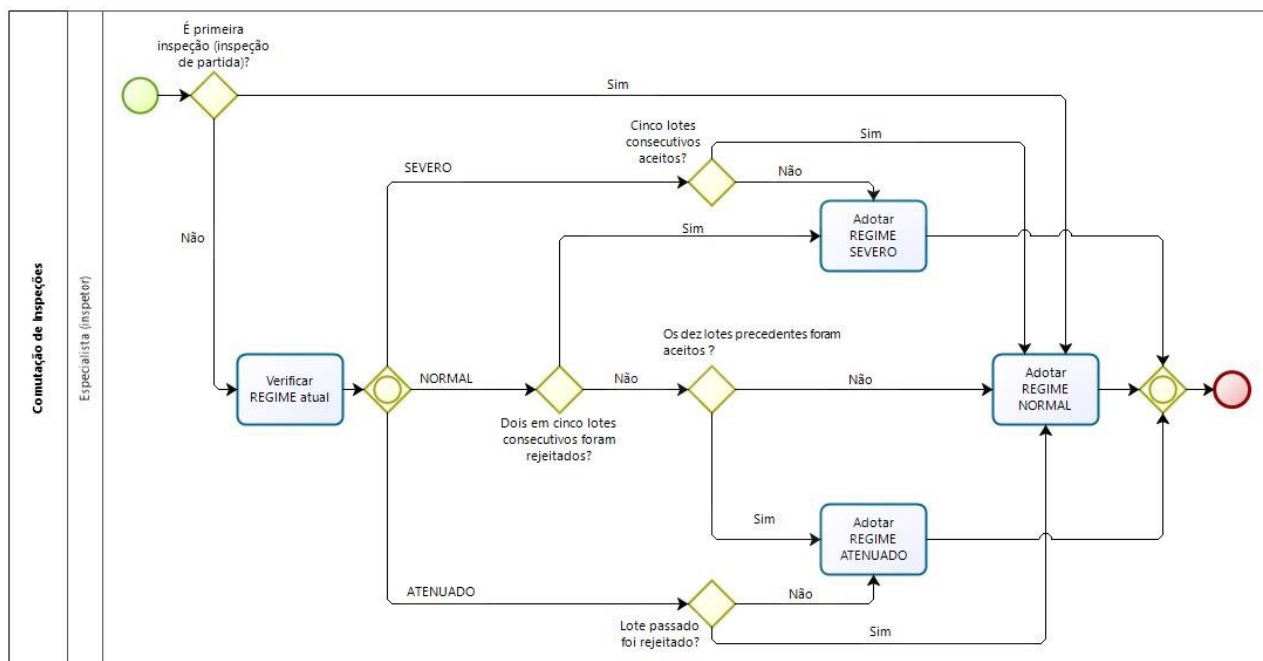 Comutação de Inspeções
Especialista (inspetor)
É primeira
inspeção (inspeção
de partida)?
Sim
Não
Cinco lotes
consecutivos
aceitos?
Sim
Não
SEVERO
Adotar
REGIME
SEVERO
Sim
Os dez lotes precedentes foram
aceitos ?
Verificar
REGIME atual
NORMAL
Não
Não
Adotar
REGIME
NORMAL
Dois em cinco lotes
consecutivos foram
rejeitados?
Sim
Adotar
REGIME
ATENUADO
ATENUADO
Não
Lote passado
foi rejeitado?
Sim